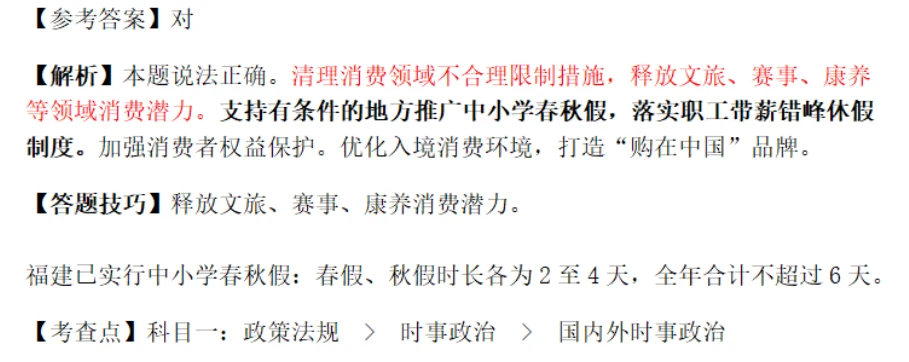 【参考答案】对
【解析】本题说法正确。清理消费领域不合理限制措施，释放文旅、赛事、康养
等领域消费潜力。支持有条件的地方推广中小学春秋假，落实职工带薪错峰休假
制度。加强消费者权益保护。优化入境消费环境，打造“购在中国”品牌。
【答题技巧】释放文旅、赛事、康养消费潜力。
福建已实行中小学春秋假：春假、秋假时长各为2至4天，全年合计不超过6天。
【考查点】科目一：政策法规 > 时事政治 > 国内外时事政治